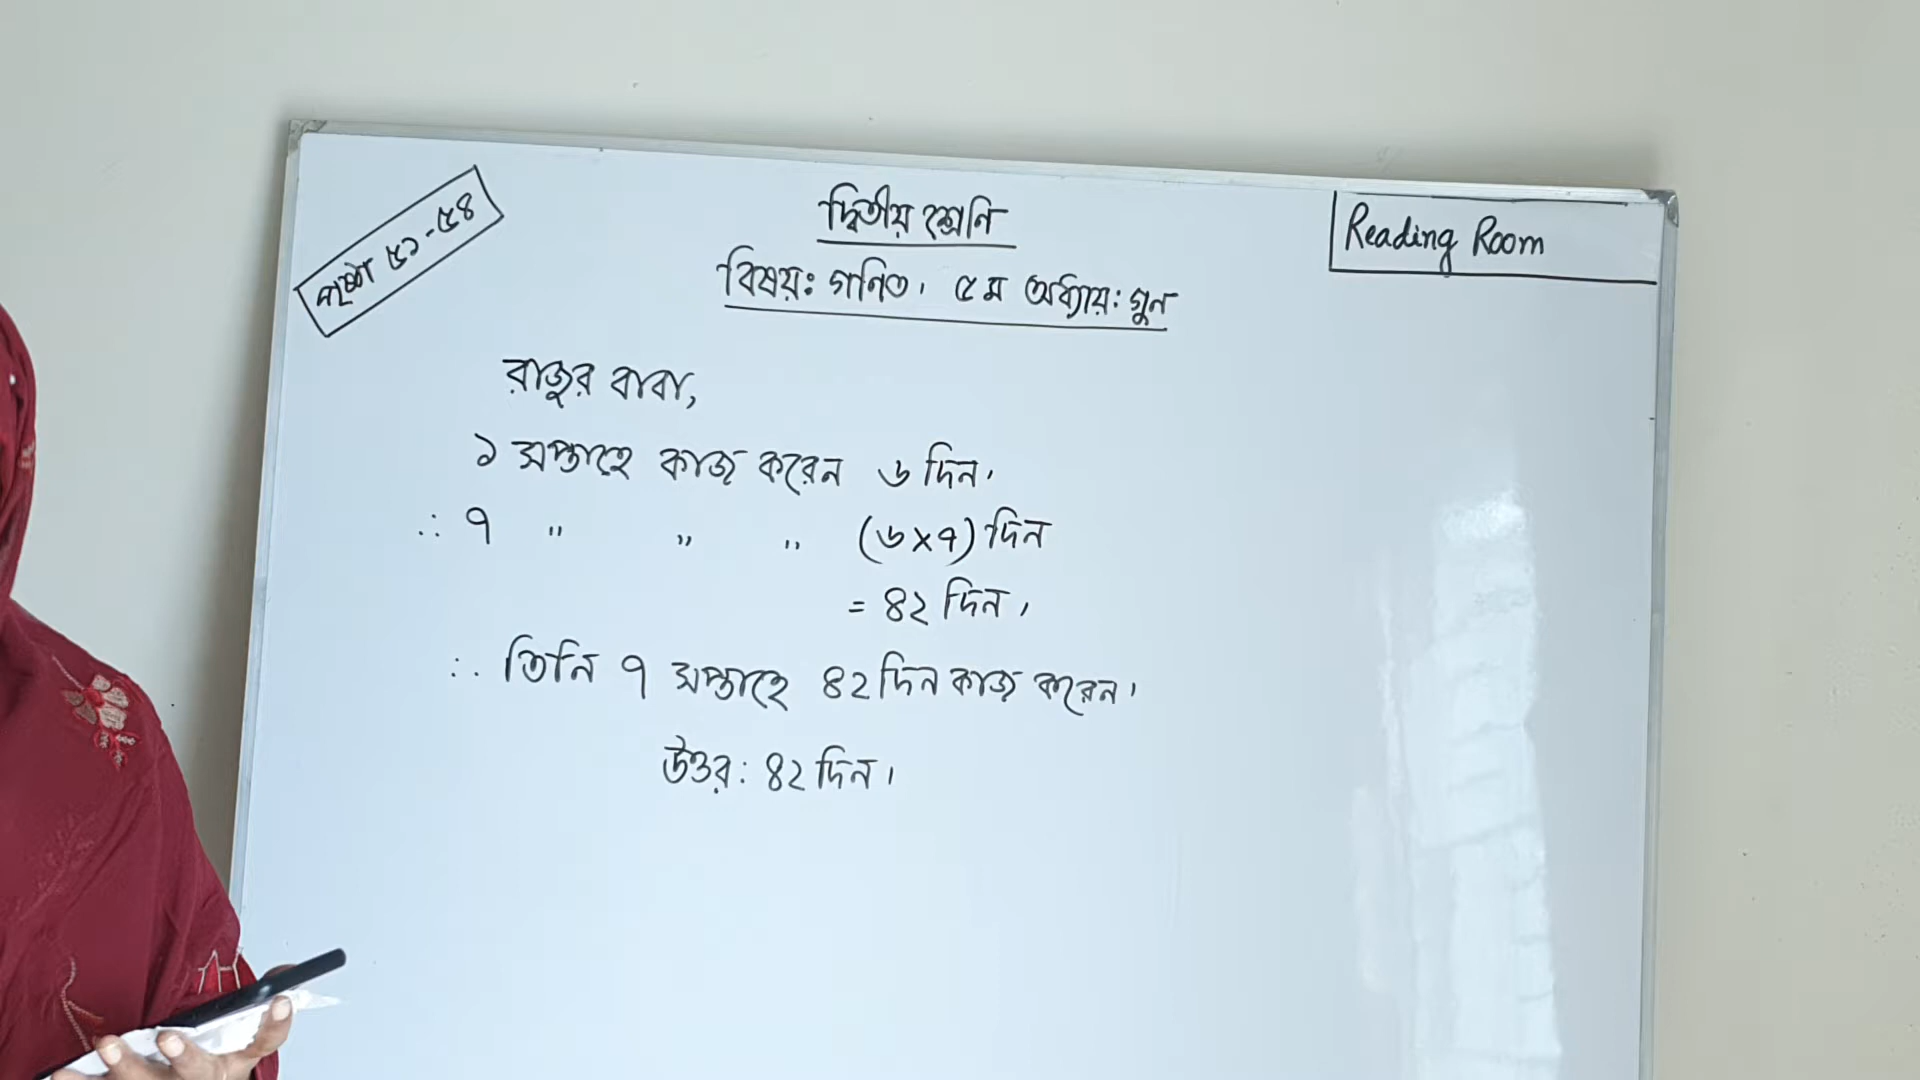 পৃষ্ঠা ৫১-৫৪
দ্বিতীয় শ্রেণি
Reading Room
বিষয়ঃ গনিত। ৫ম অধ্যায়ঃ গুন
রাজুর বাবা,
১ সপ্তাহে কাজ করেন ৬ দিন।
∴ ৭ " " " (৬×৭) দিন
= ৪২ দিন।
∴ তিনি ৭ সপ্তাহে ৪২ দিন কাজ করেন।
উত্তর: ৪২ দিন।